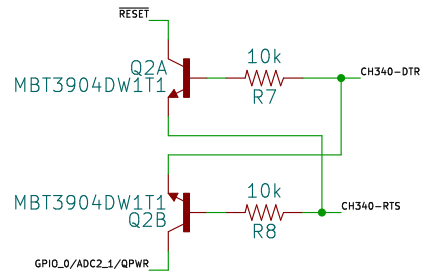 RESET
10k
Q2A
CH340-DTR
MBT3904DW1T1
R7
MBT3904DW1T1
10k
CH340-RTS
Q2B
R8
GPIO_0/ADC2_1/QPWR